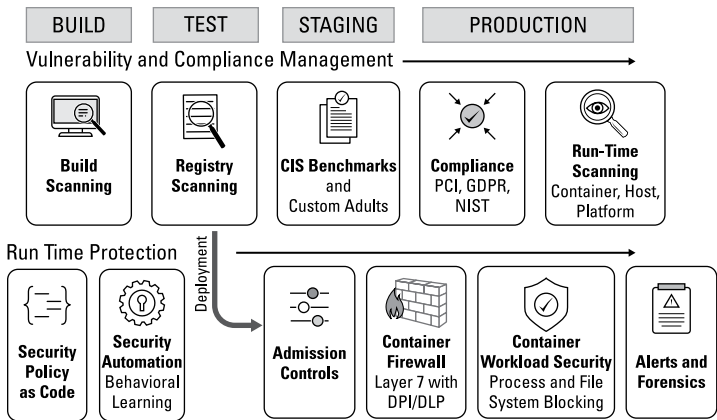 BUILD
TEST
STAGING
PRODUCTION
Vulnerability and Compliance Management
Build
Scanning
Registry
Scanning
CIS Benchmarks
and
Custom Adults
Compliance
PCI, GDPR,
NIST
Run-Time
Scanning
Container, Host,
Platform
Run Time Protection
Deployment
Security
Policy
as Code
Security
Automation
Behavioral
Learning
Admission
Controls
Container
Firewall
Layer 7 with
DPI/DLP
Container
Workload Security
Process and File
System Blocking
Alerts and
Forensics